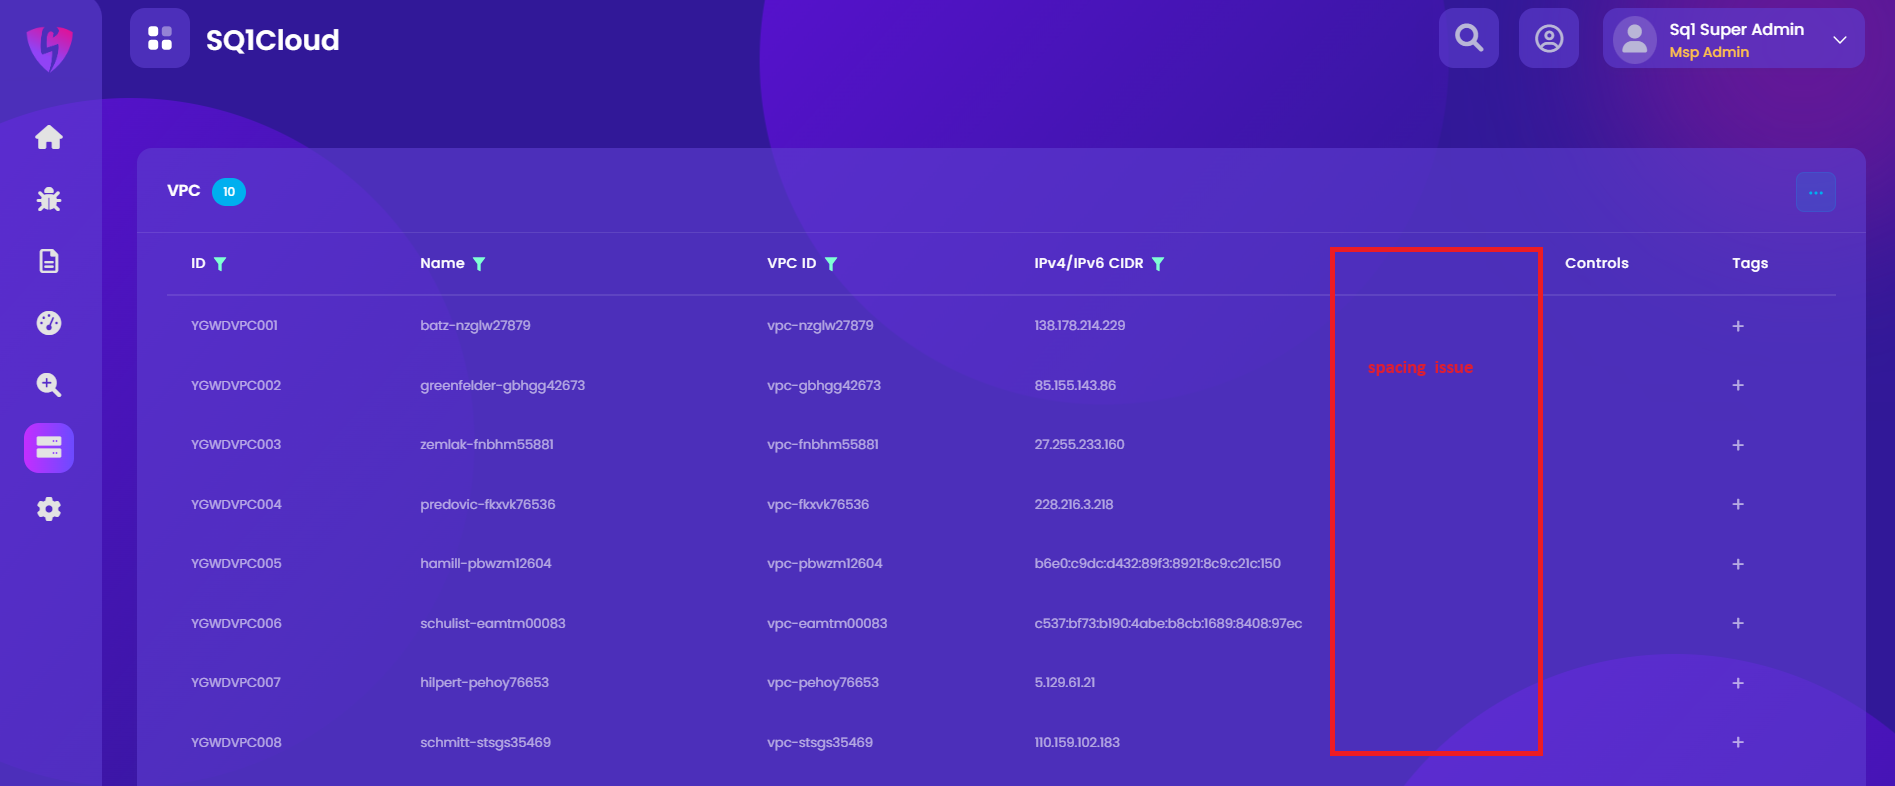 SQ1Cloud
Sq1 Super Admin
Msp Admin
VPC 10
ID Name VPC ID IPv4/IPv6 CIDR Controls Tags
YGWDVPC001 batz-nzglw27879 vpc-nzglw27879 138.178.214.229 +
spacing issue
YGWDVPC002 greenfelder-gbhgg42673 vpc-gbhgg42673 85.155.143.86 +
YGWDVPC003 zemlak-fnbhm55881 vpc-fnbhm55881 27.255.233.160 +
YGWDVPC004 predovic-fkxvk76536 vpc-fkxvk76536 228.216.3.218 +
YGWDVPC005 hamill-pbwzm12604 vpc-pbwzm12604 b6e0:c9dc:d432:89f3:8921:8c9:c21c:150 +
YGWDVPC006 schulist-eamtm00083 vpc-eamtm00083 c537:bf73:b190:4abe:b8cb:1689:8408:97ec +
YGWDVPC007 hilpert-pehoy76653 vpc-pehoy76653 5.129.61.21 +
YGWDVPC008 schmitt-stsgs35469 vpc-stsgs35469 110.159.102.183 +